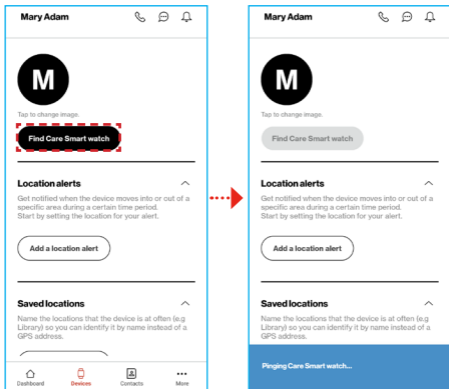 Mary Adam
M
Tap to change image.
Find Care Smart watch
Location alerts
Get notified when the device moves into or out of a
specific area during a certain time period.
Start by setting the location for your alert.
Add a location alert
Saved locations
Name the locations that the device is at often (e.g
Library) so you can identify it by name instead of a
GPS address.
Dashboard
Devices
Contacts
More
Mary Adam
M
Tap to change image.
Find Care Smart watch
Location alerts
Get notified when the device moves into or out of a
specific area during a certain time period.
Start by setting the location for your alert.
Add a location alert
Saved locations
Name the locations that the device is at often (e.g
Library) so you can identify it by name instead of a
GPS address.
Pinging Care Smart watch...